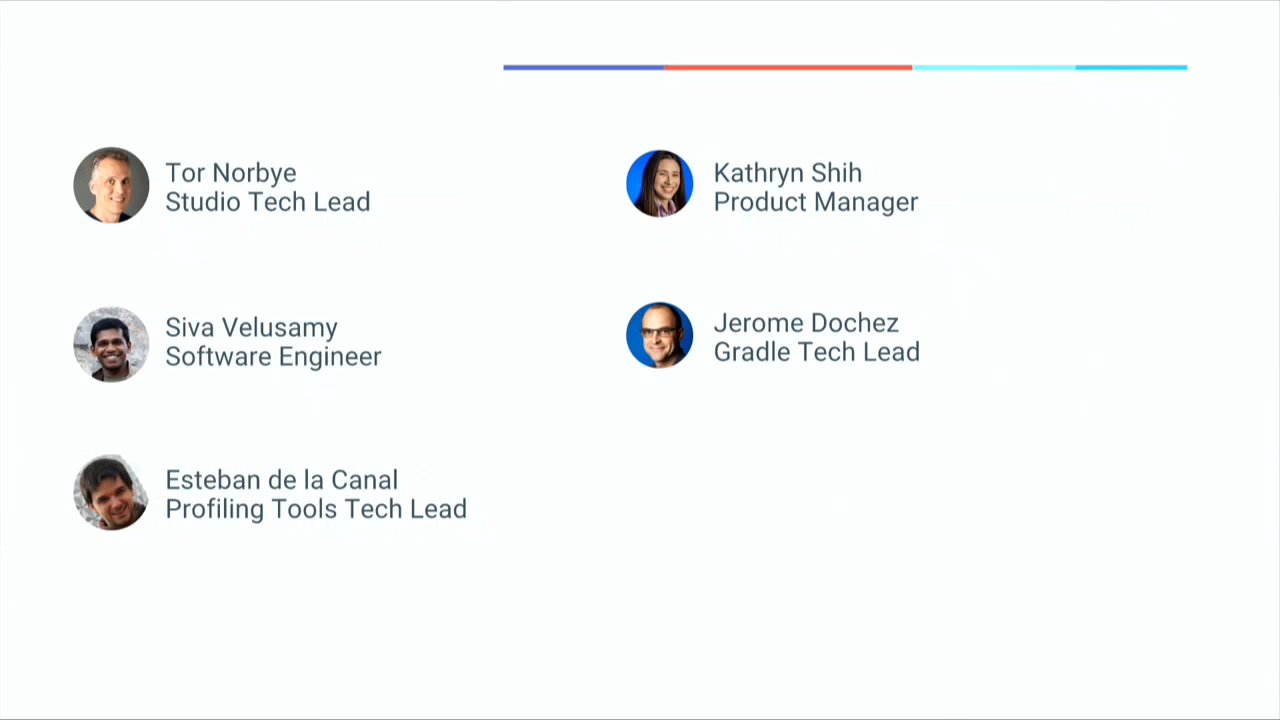 Tor Norbye
Studio Tech Lead
Siva Velusamy
Software Engineer
Esteban de la Canal
Profiling Tools Tech Lead
Kathryn Shih
Product Manager
Jerome Dochez
Gradle Tech Lead